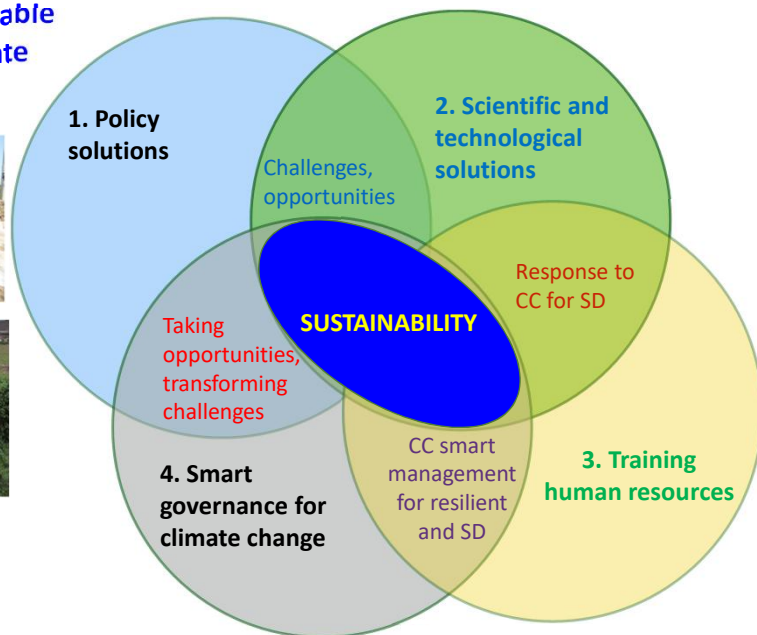 able
ate
1. Policy
solutions
2. Scientific and
technological
solutions
Challenges,
opportunities
Response to
CC for SD
SUSTAINABILITY
Taking
opportunities,
transforming
challenges
4. Smart
governance for
climate change
CC smart
management
for resilient
and SD
3. Training
human resources